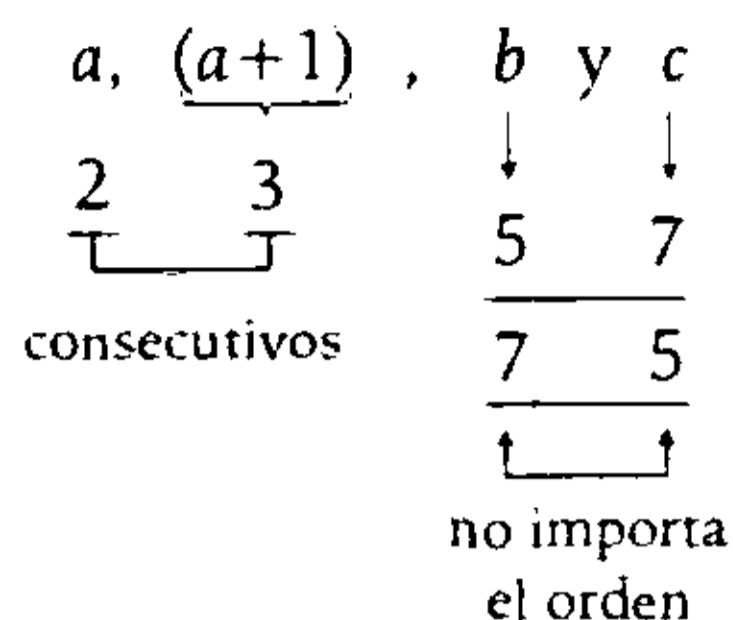 a, (a+1) , b y c
2 3
5 7
consecutivos
7 5
no importa
el orden